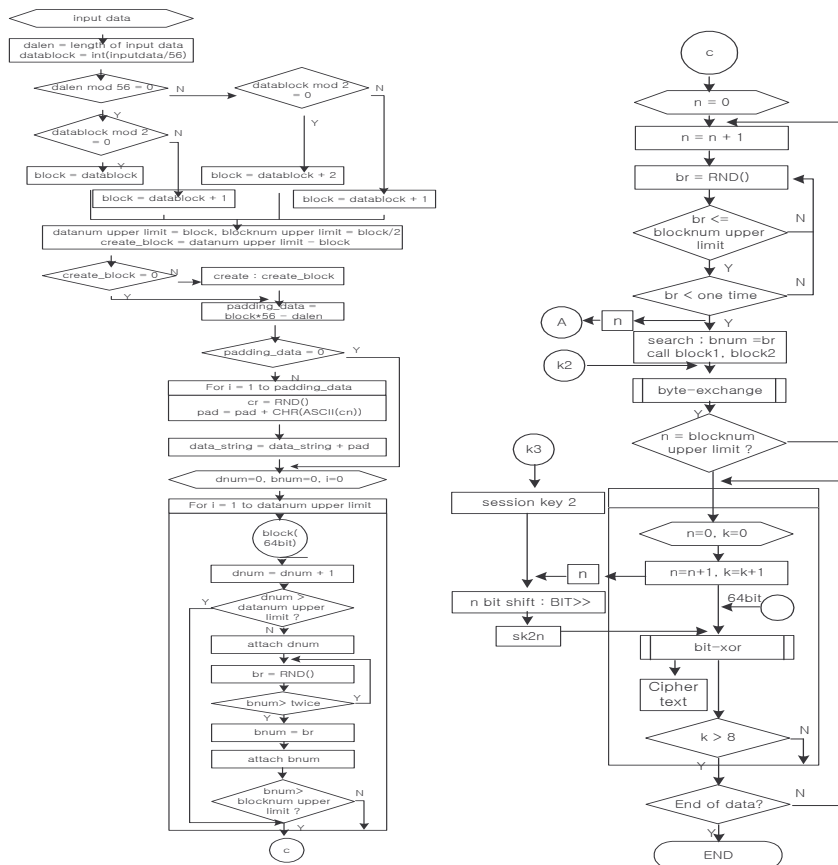 input data
dalen = length of input data
datablock = int(inputdata/56)
dalen mod 56 = 0
N
datablock mod 2
= 0
N
Y
Y
datablock mod 2
= 0
N
Y
block = datablock
block = datablock + 2
block = datablock + 1
block = datablock + 1
datanum upper limit = block, blocknum upper limit = block/2
create_block = datanum upper limit - block
create_block = 0
N
create : create_block
Y
padding_data =
block*56 - dalen
padding_data = 0
Y
N
For i = 1 to padding_data
cr = RND()
pad = pad + CHR(ASCII(cn))
data_string = data_string + pad
dnum=0, bnum=0, i=0
For i = 1 to datanum upper limit
block(
64bit)
dnum = dnum + 1
Y
dnum >
datanum upper
limit ?
N
attach dnum
br = RND()
bnum> twice
Y
Y
bnum = br
attach bnum
bnum>
blocknum upper
limit ?
N
Y
c
c
n = 0
n = n + 1
br = RND()
br <=
blocknum upper
limit
N
Y
br < one time
N
Y
A
n
search ; bnum =br
call block1, block2
k2
byte-exchange
Y
n = blocknum
upper limit ?
k3
session key 2
n=0, k=0
n
n=n+1, k=k+1
64bit
n bit shift : BIT>>
sk2n
bit-xor
Cipher
text
k > 8
N
Y
End of data?
N
Y
END